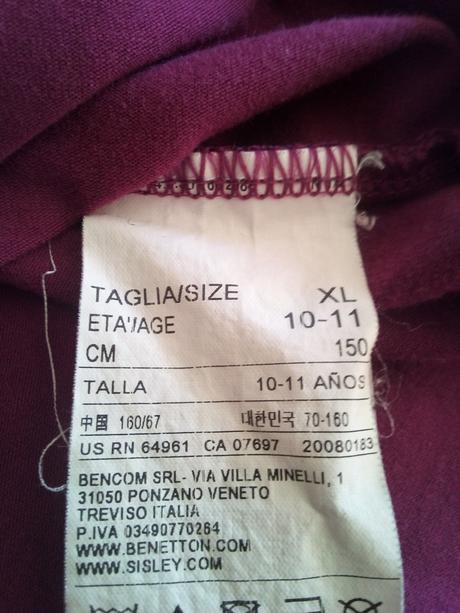 TAGLIA/SIZE XL
ETA'/AGE 10-11
CM 150
TALLA 10-11 AÑOS
中國 160/67 대한민국 70-160
US RN 64961 CA 07697 20080183
BENCOM SRL- VIA VILLA MINELLI, 1
31050 PONZANO VENETO
TREVISO ITALIA
P.IVA 03490770264
WWW.BENETTON.COM
WWW.SISLEY.COM